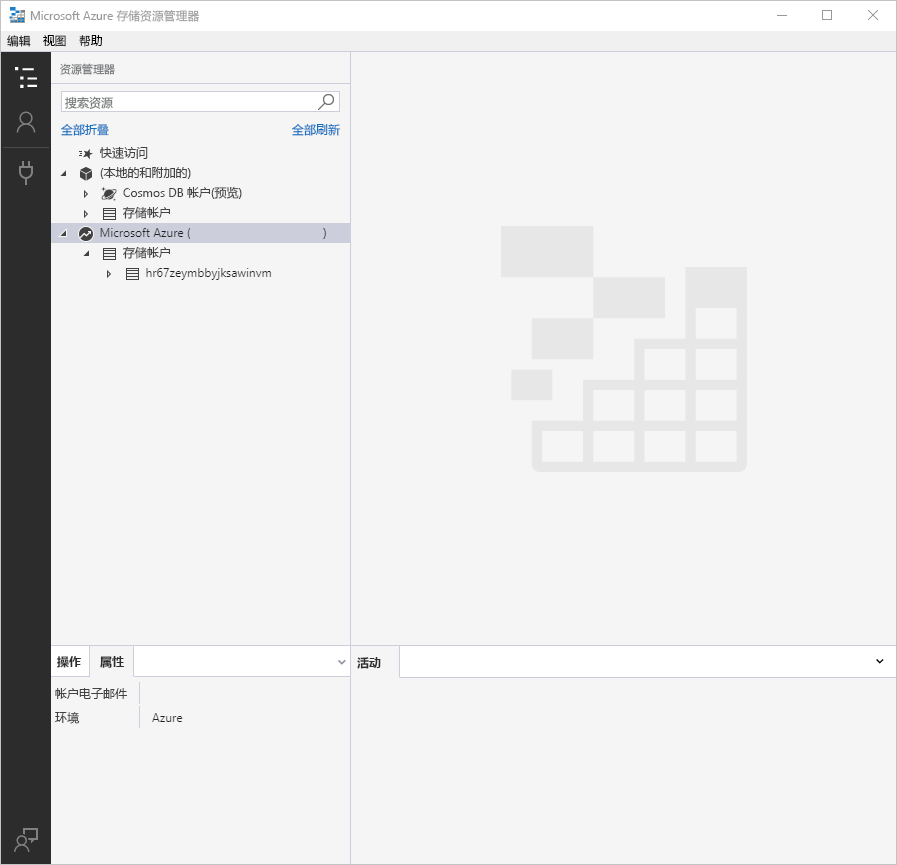 Microsoft Azure 存储资源管理器
编辑 视图 帮助
资源管理器
搜索资源
全部折叠 全部刷新
快速访问
(本地的和附加的)
Cosmos DB 帐户(预览)
存储帐户
Microsoft Azure ( )
存储帐户
hr67zeymbbyjksawinvm
操作 属性
帐户电子邮件
环境 Azure
活动